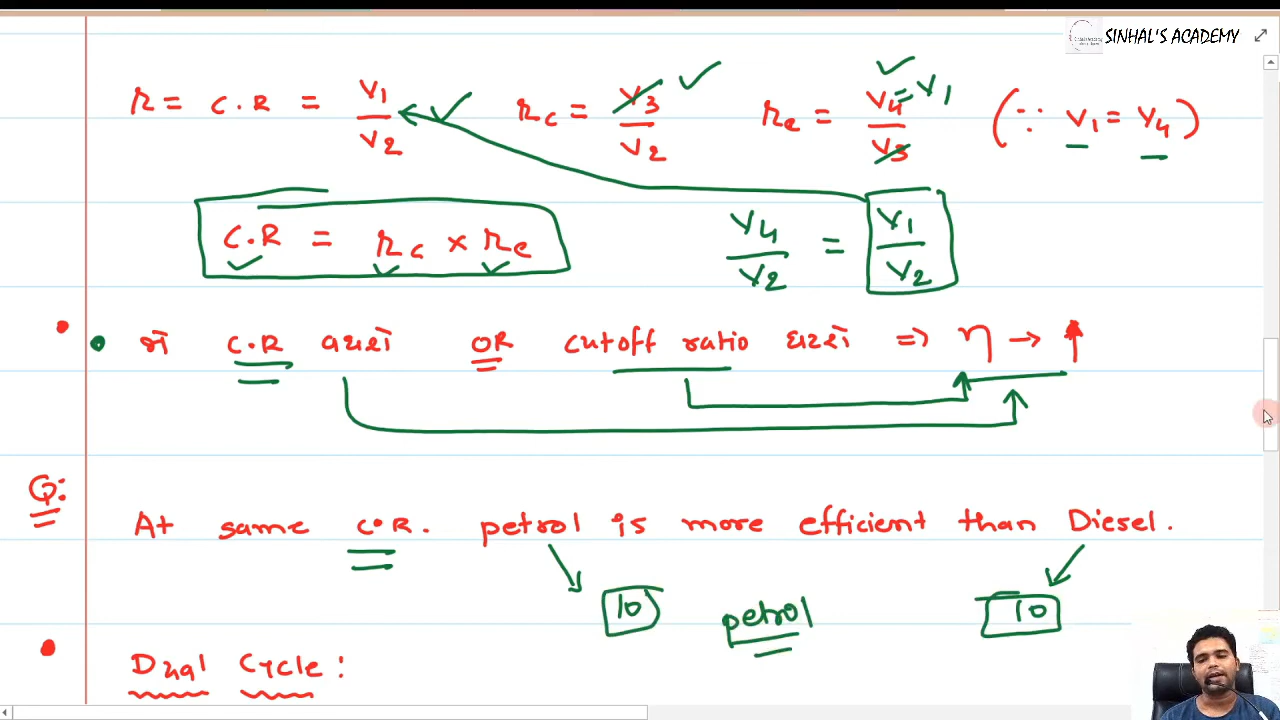 SINHAL'S ACADEMY
r = C.R = V1/V2 rc = V3/V2 re = V4/V3 = V1 (∵ V1 = V4)
C.R = rc × re V4/V2 = V1/V2
C.R OR cutoff ratio => η → ↑
Q:
At same C.R. petrol is more efficient than Diesel.
10 petrol 10
Dual Cycle: